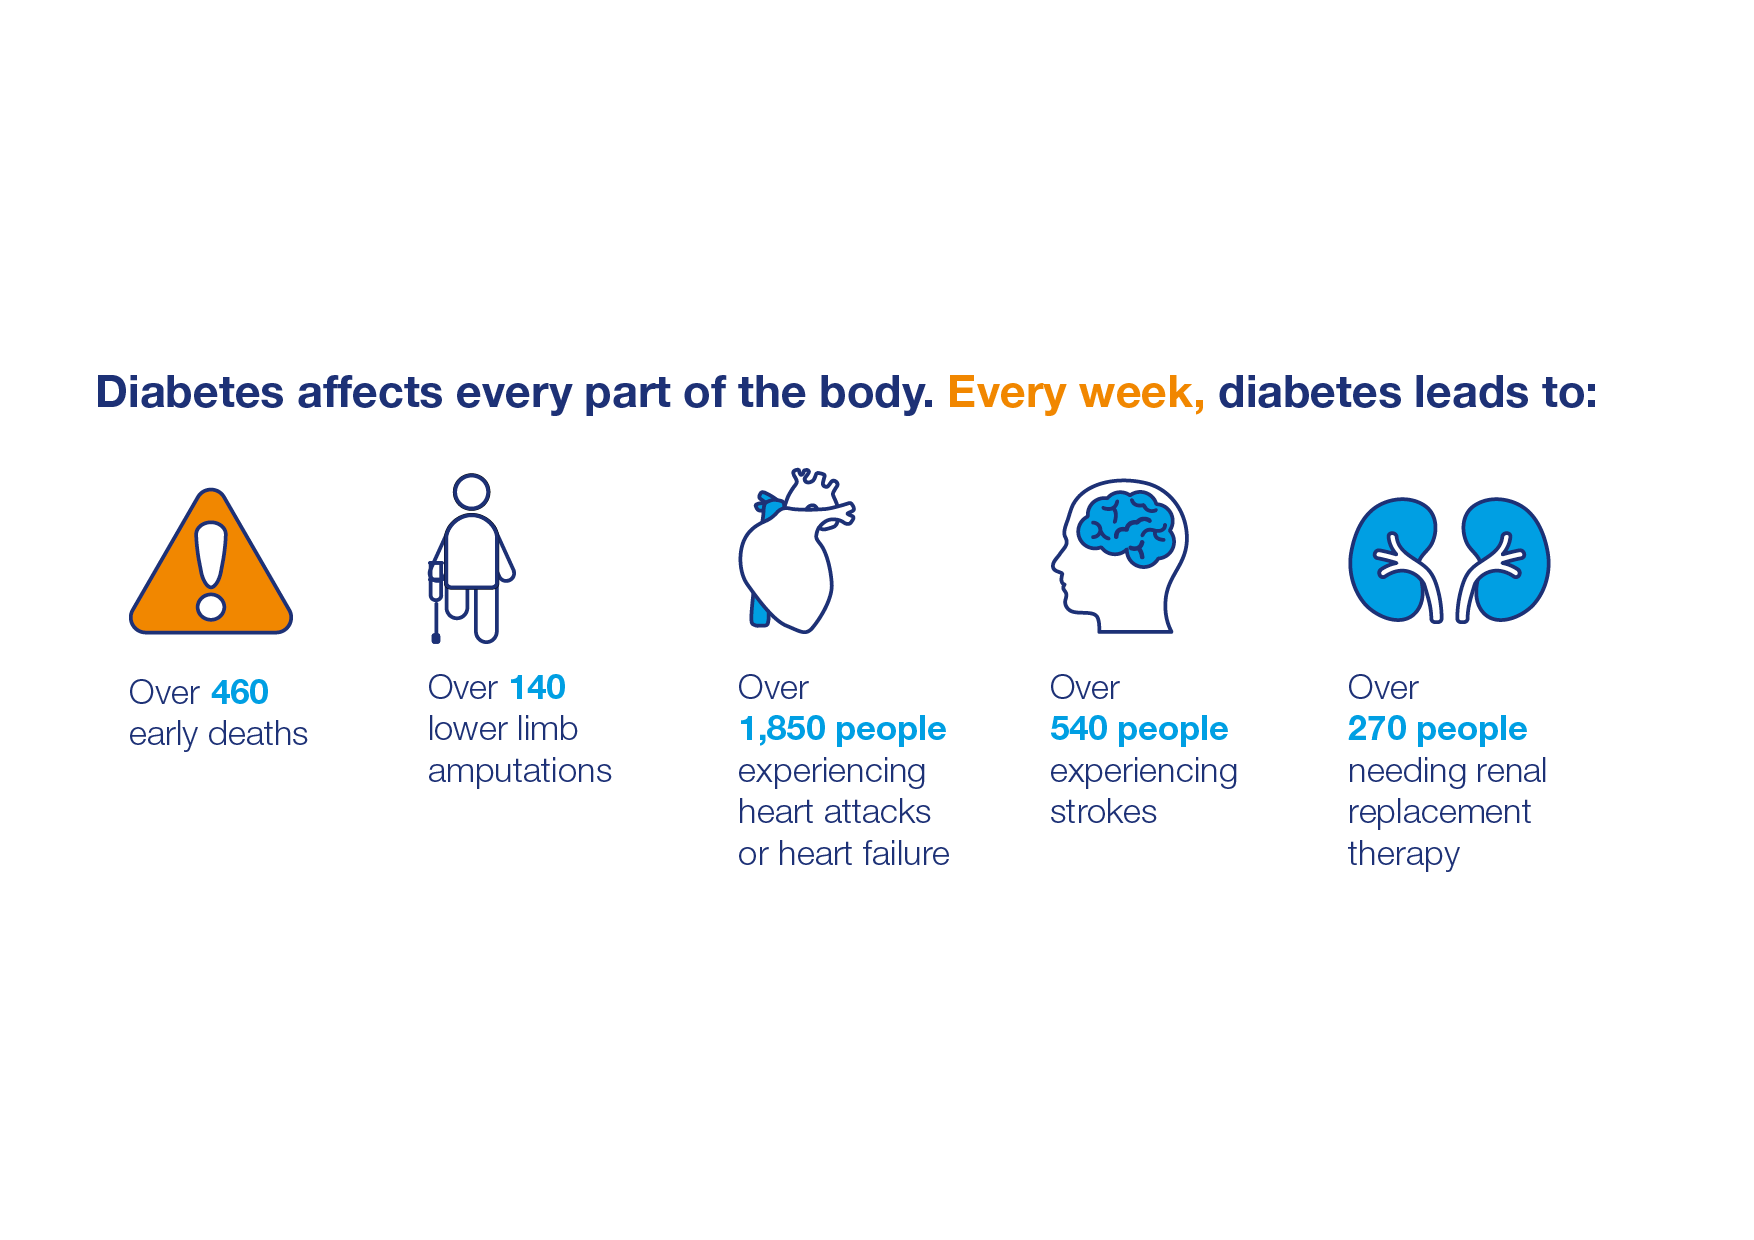 Diabetes affects every part of the body. Every week, diabetes leads to:
Over 460
early deaths
Over 140
lower limb
amputations
Over
1,850 people
experiencing
heart attacks
or heart failure
Over
540 people
experiencing
strokes
Over
270 people
needing renal
replacement
therapy